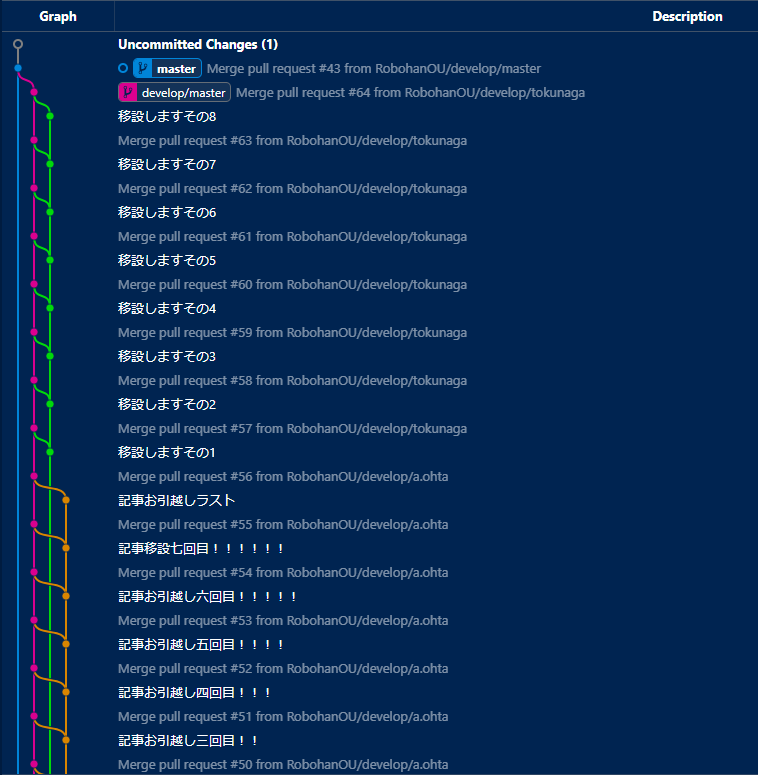 Graph Description
Uncommitted Changes (1)
master Merge pull request #43 from RobohanOU/develop/master
develop/master Merge pull request #64 from RobohanOU/develop/tokunaga
移設しますその8
Merge pull request #63 from RobohanOU/develop/tokunaga
移設しますその7
Merge pull request #62 from RobohanOU/develop/tokunaga
移設しますその6
Merge pull request #61 from RobohanOU/develop/tokunaga
移設しますその5
Merge pull request #60 from RobohanOU/develop/tokunaga
移設しますその4
Merge pull request #59 from RobohanOU/develop/tokunaga
移設しますその3
Merge pull request #58 from RobohanOU/develop/tokunaga
移設しますその2
Merge pull request #57 from RobohanOU/develop/tokunaga
移設しますその1
Merge pull request #56 from RobohanOU/develop/a.ohta
記事お引越しラスト
Merge pull request #55 from RobohanOU/develop/a.ohta
記事移設七回目！！！！！！
Merge pull request #54 from RobohanOU/develop/a.ohta
記事お引越し六回目！！！！！
Merge pull request #53 from RobohanOU/develop/a.ohta
記事お引越し五回目！！！！
Merge pull request #52 from RobohanOU/develop/a.ohta
記事お引越し四回目！！！
Merge pull request #51 from RobohanOU/develop/a.ohta
記事お引越し三回目！！
Merge pull request #50 from RobohanOU/develop/a.ohta